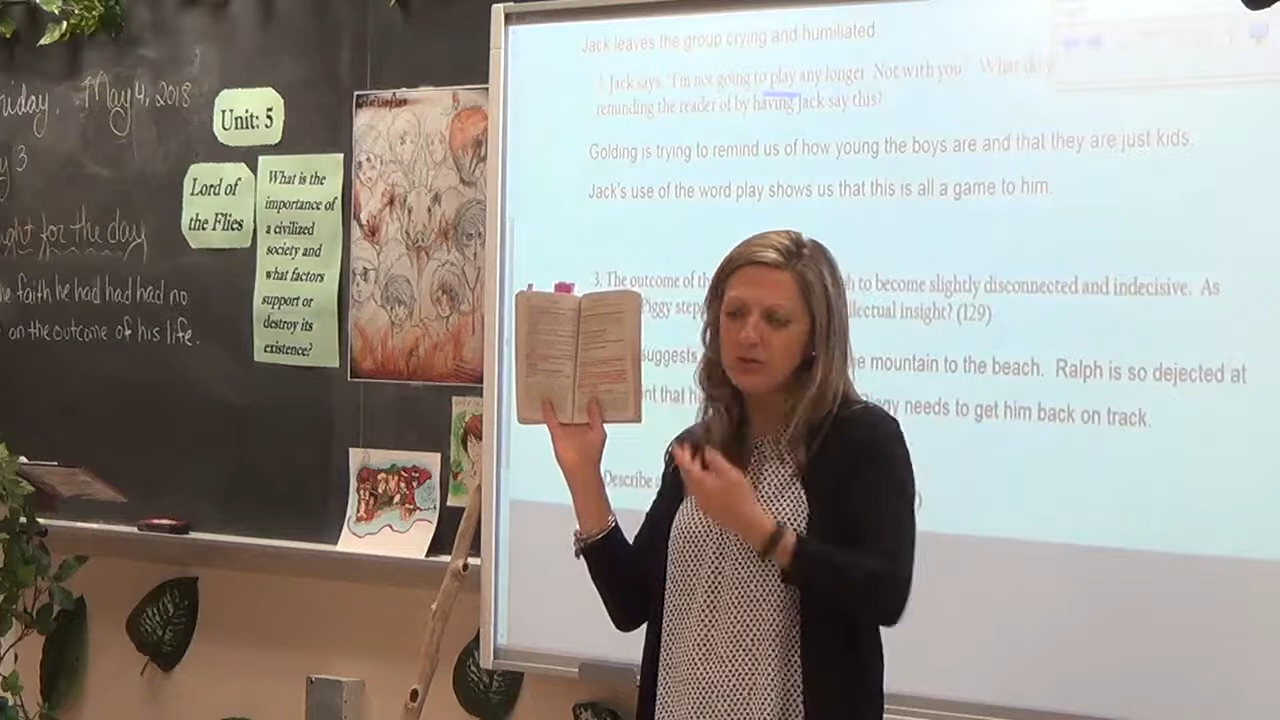 May 4, 2018
3
for the day
faith he had had had no
on the outcome of his life.
Unit: 5
Lord of
the Flies
What is the
importance of
a civilized
society and
what factors
support or
destroy its
existence?
Jack leaves the group crying and humiliated
Jack says, "I'm not going to play any longer. Not with you." What do
reminding the reader of by having Jack say this?
Golding is trying to remind us of how young the boys are and that they are just kids.
Jack's use of the word play shows us that this is all a game to him.
3. The outcome of to become slightly disconnected and indecisive. As
Piggy insight? (129)
suggests mountain to the beach. Ralph is so dejected at
that needs to get him back on track.
Describe